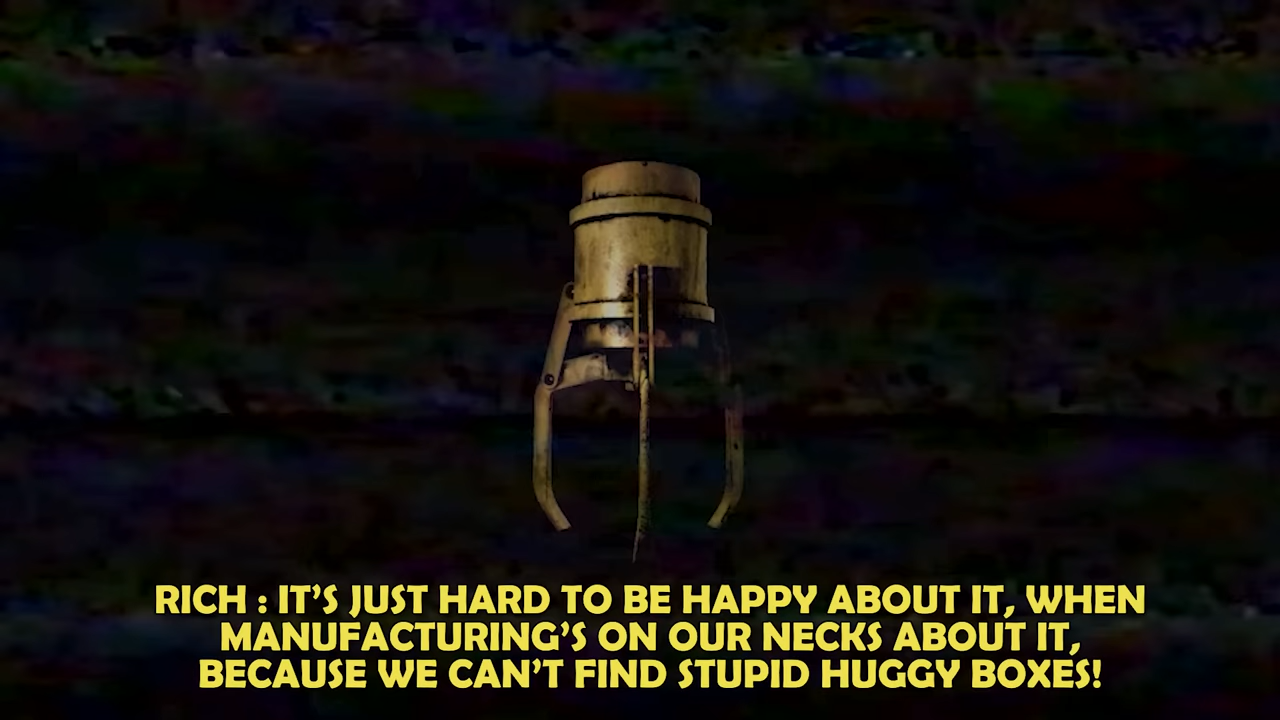 RICH : IT’S JUST HARD TO BE HAPPY ABOUT IT, WHEN
MANUFACTURING’S ON OUR NECKS ABOUT IT,
BECAUSE WE CAN’T FIND STUPID HUGGY BOXES!